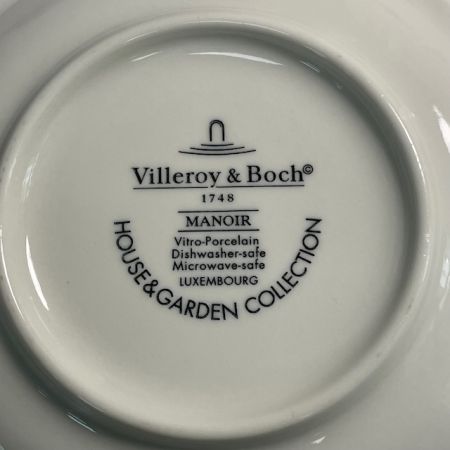 Villeroy & Boch©
1748
MANOIR
Vitro-Porcelain
Dishwasher-safe
Microwave-safe
LUXEMBOURG
HOUSE&GARDEN COLLECTION